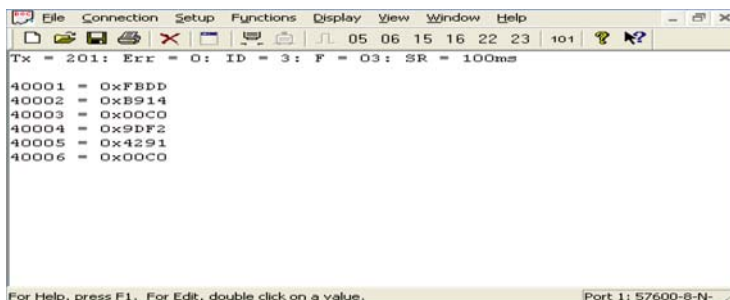 File Connection Setup Functions Display View Window Help
05 06 15 16 22 23 101
Tx = 201: Err = 0: ID = 3: F = 03: SR = 100ms
40001 = 0xFBDD
40002 = 0xB914
40003 = 0x00C0
40004 = 0x9DF2
40005 = 0x4291
40006 = 0x00C0
For Help, press F1. For Edit, double click on a value. Port 1: 57600-8-N-